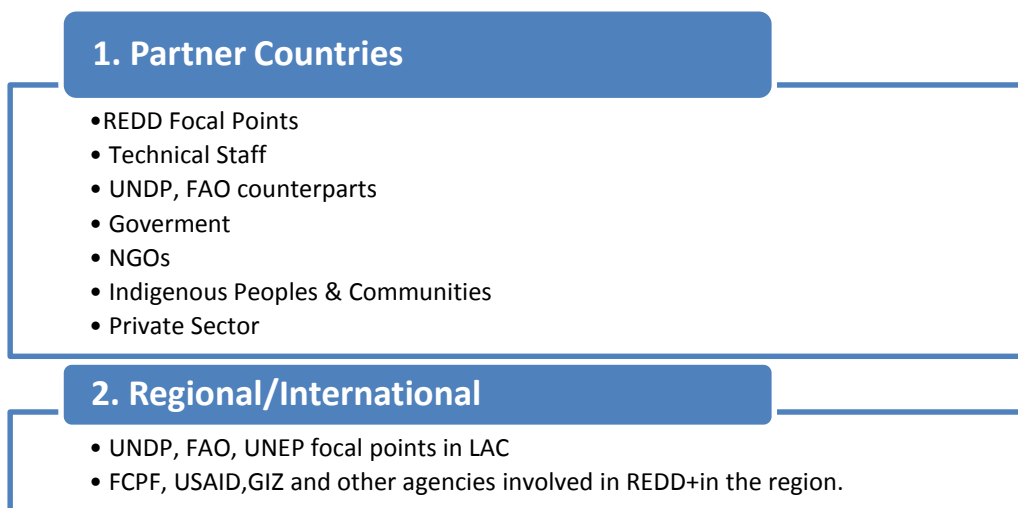 1. Partner Countries
•REDD Focal Points
• Technical Staff
• UNDP, FAO counterparts
• Goverment
• NGOs
• Indigenous Peoples & Communities
• Private Sector
2. Regional/International
• UNDP, FAO, UNEP focal points in LAC
• FCPF, USAID,GIZ and other agencies involved in REDD+in the region.